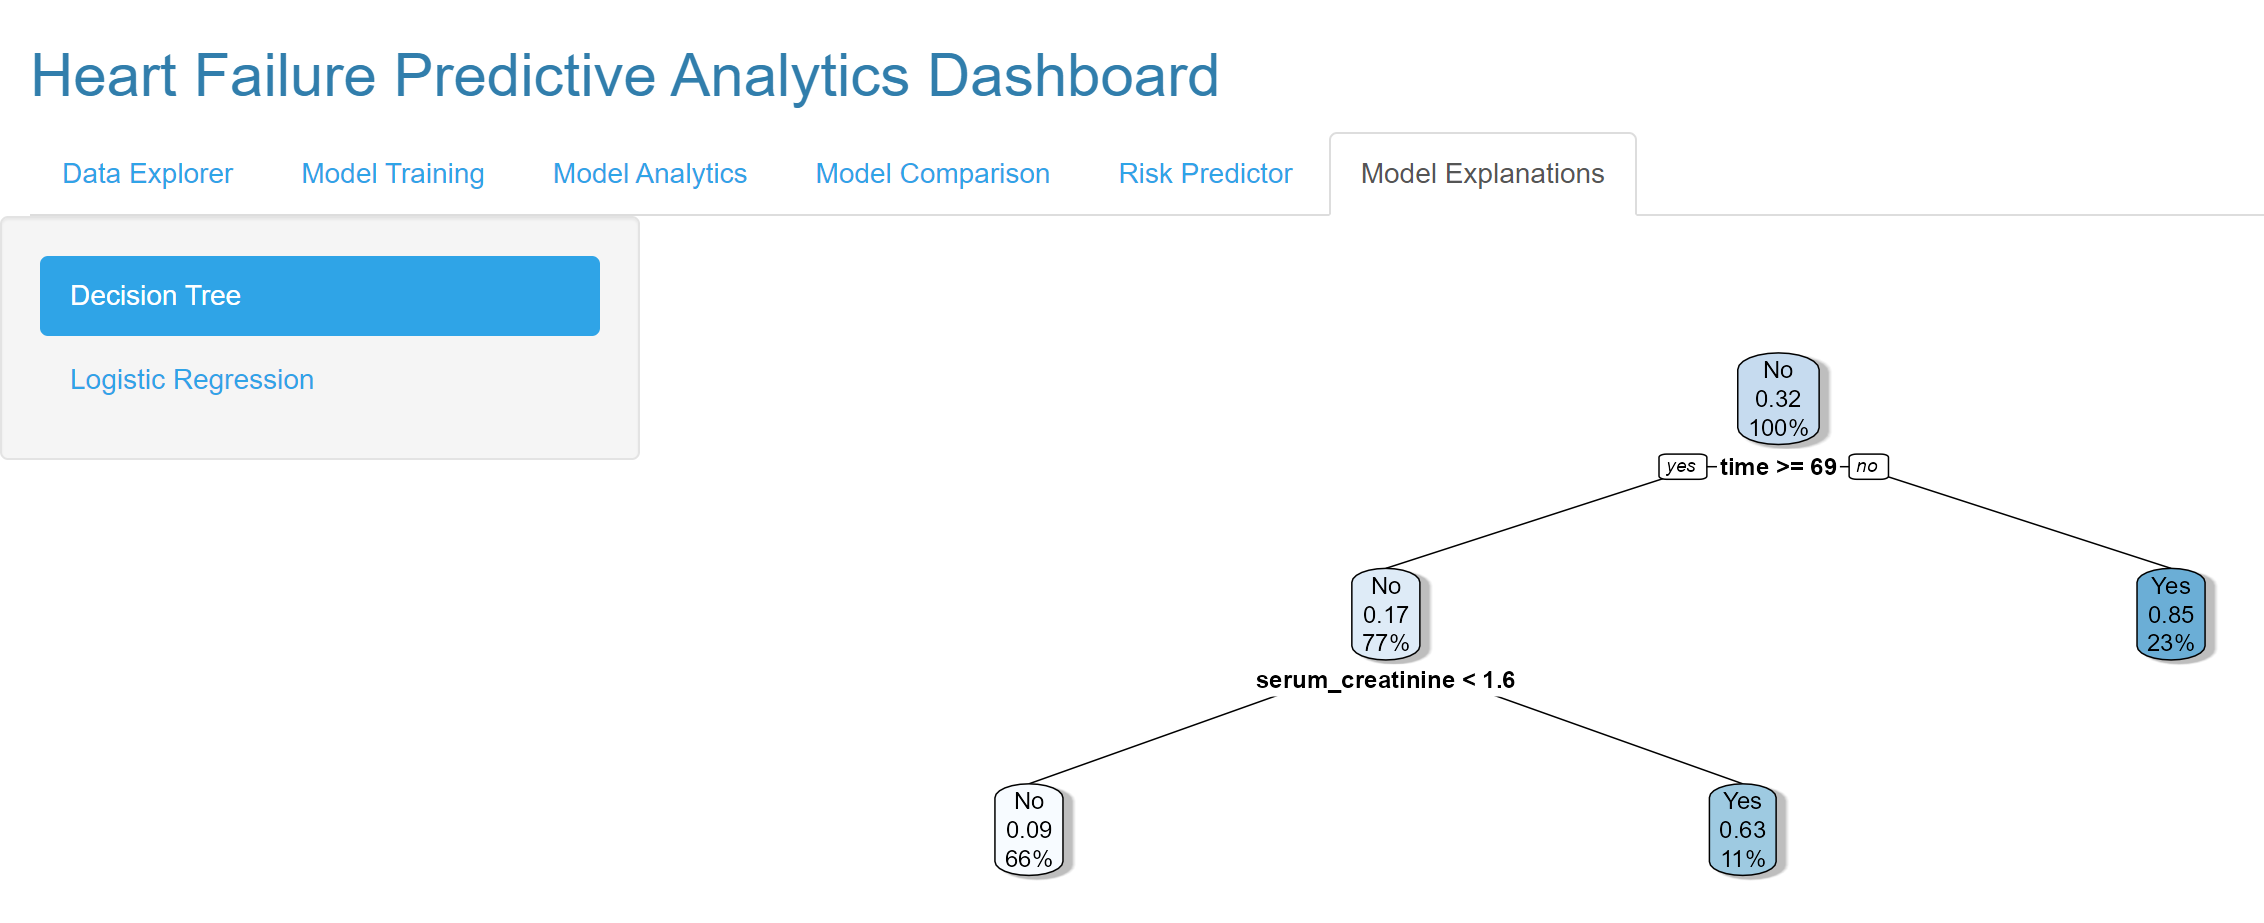 Heart Failure Predictive Analytics Dashboard
Data Explorer
Model Training
Model Analytics
Model Comparison
Risk Predictor
Model Explanations
Decision Tree
Logistic Regression
No
0.32
100%
yes
time >= 69
no
No
0.17
77%
Yes
0.85
23%
serum_creatinine < 1.6
No
0.09
66%
Yes
0.63
11%